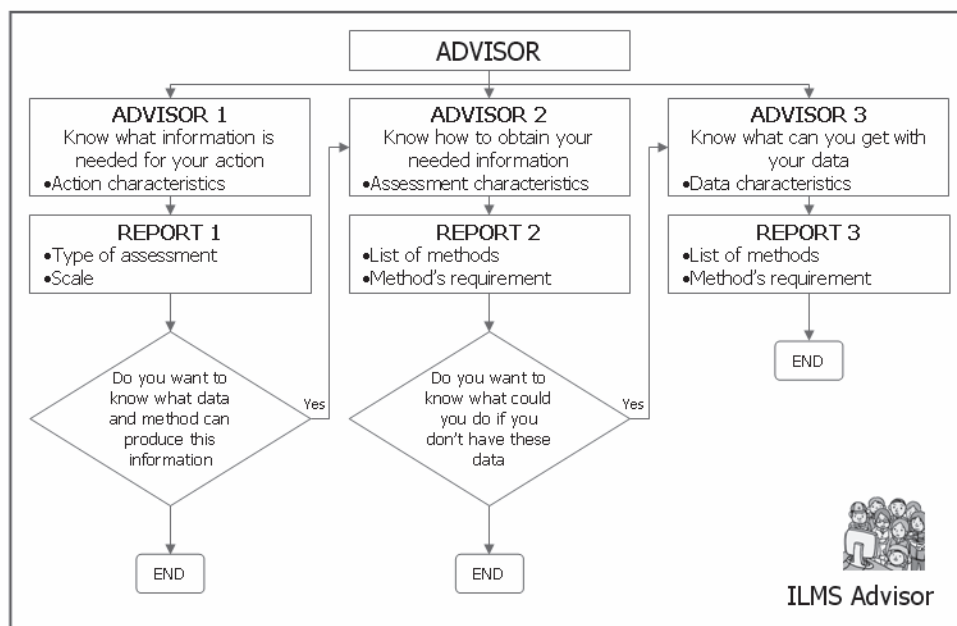 ADVISOR
ADVISOR 1
Know what information is
needed for your action
•Action characteristics
REPORT 1
•Type of assessment
•Scale
Do you want to
know what data
and method can
produce this
information
Yes
END
ADVISOR 2
Know how to obtain your
needed information
•Assessment characteristics
REPORT 2
•List of methods
•Method's requirement
Do you want to
know what could
you do if you
don't have these
data
Yes
END
ADVISOR 3
Know what can you get with
your data
•Data characteristics
REPORT 3
•List of methods
•Method's requirement
END
ILMS Advisor